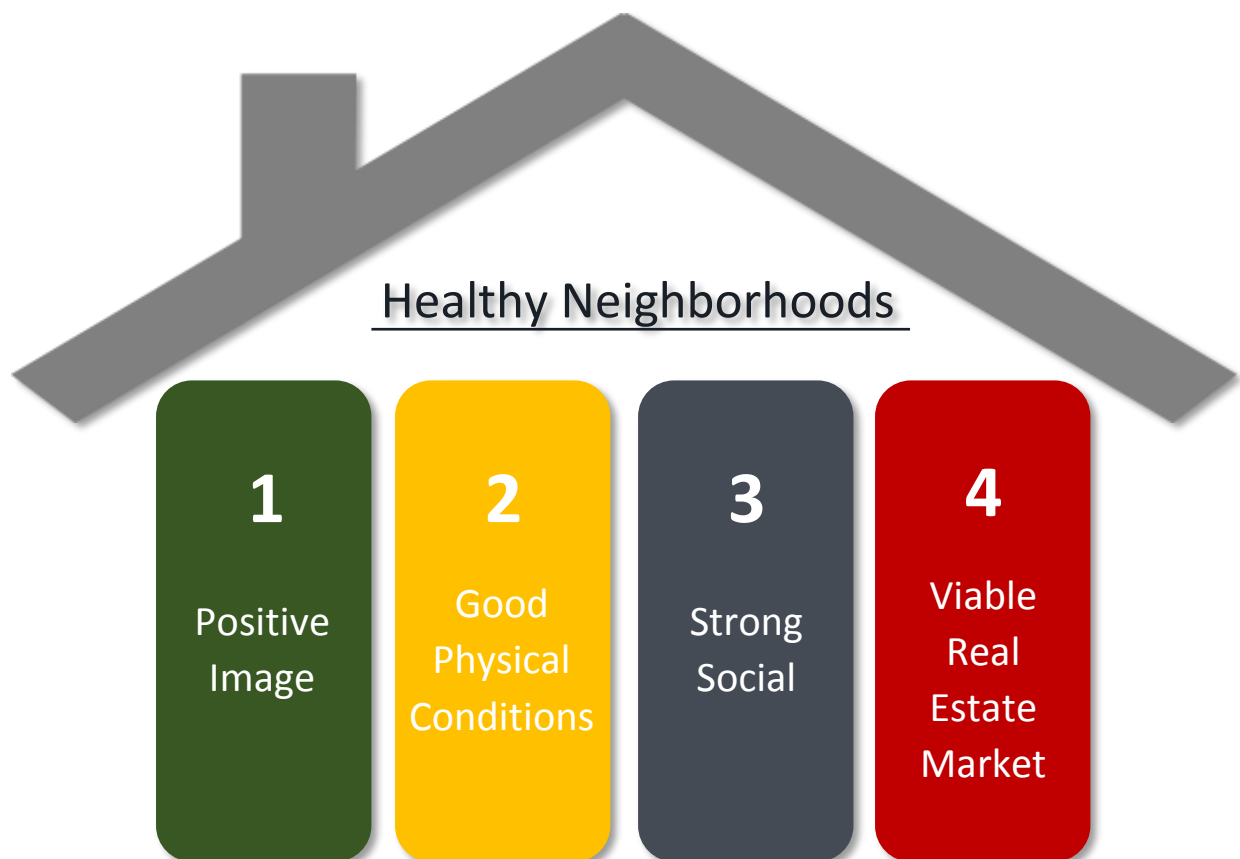 Healthy Neighborhoods
1
Positive
Image
2
Good
Physical
Conditions
3
Strong
Social
4
Viable
Real
Estate
Market